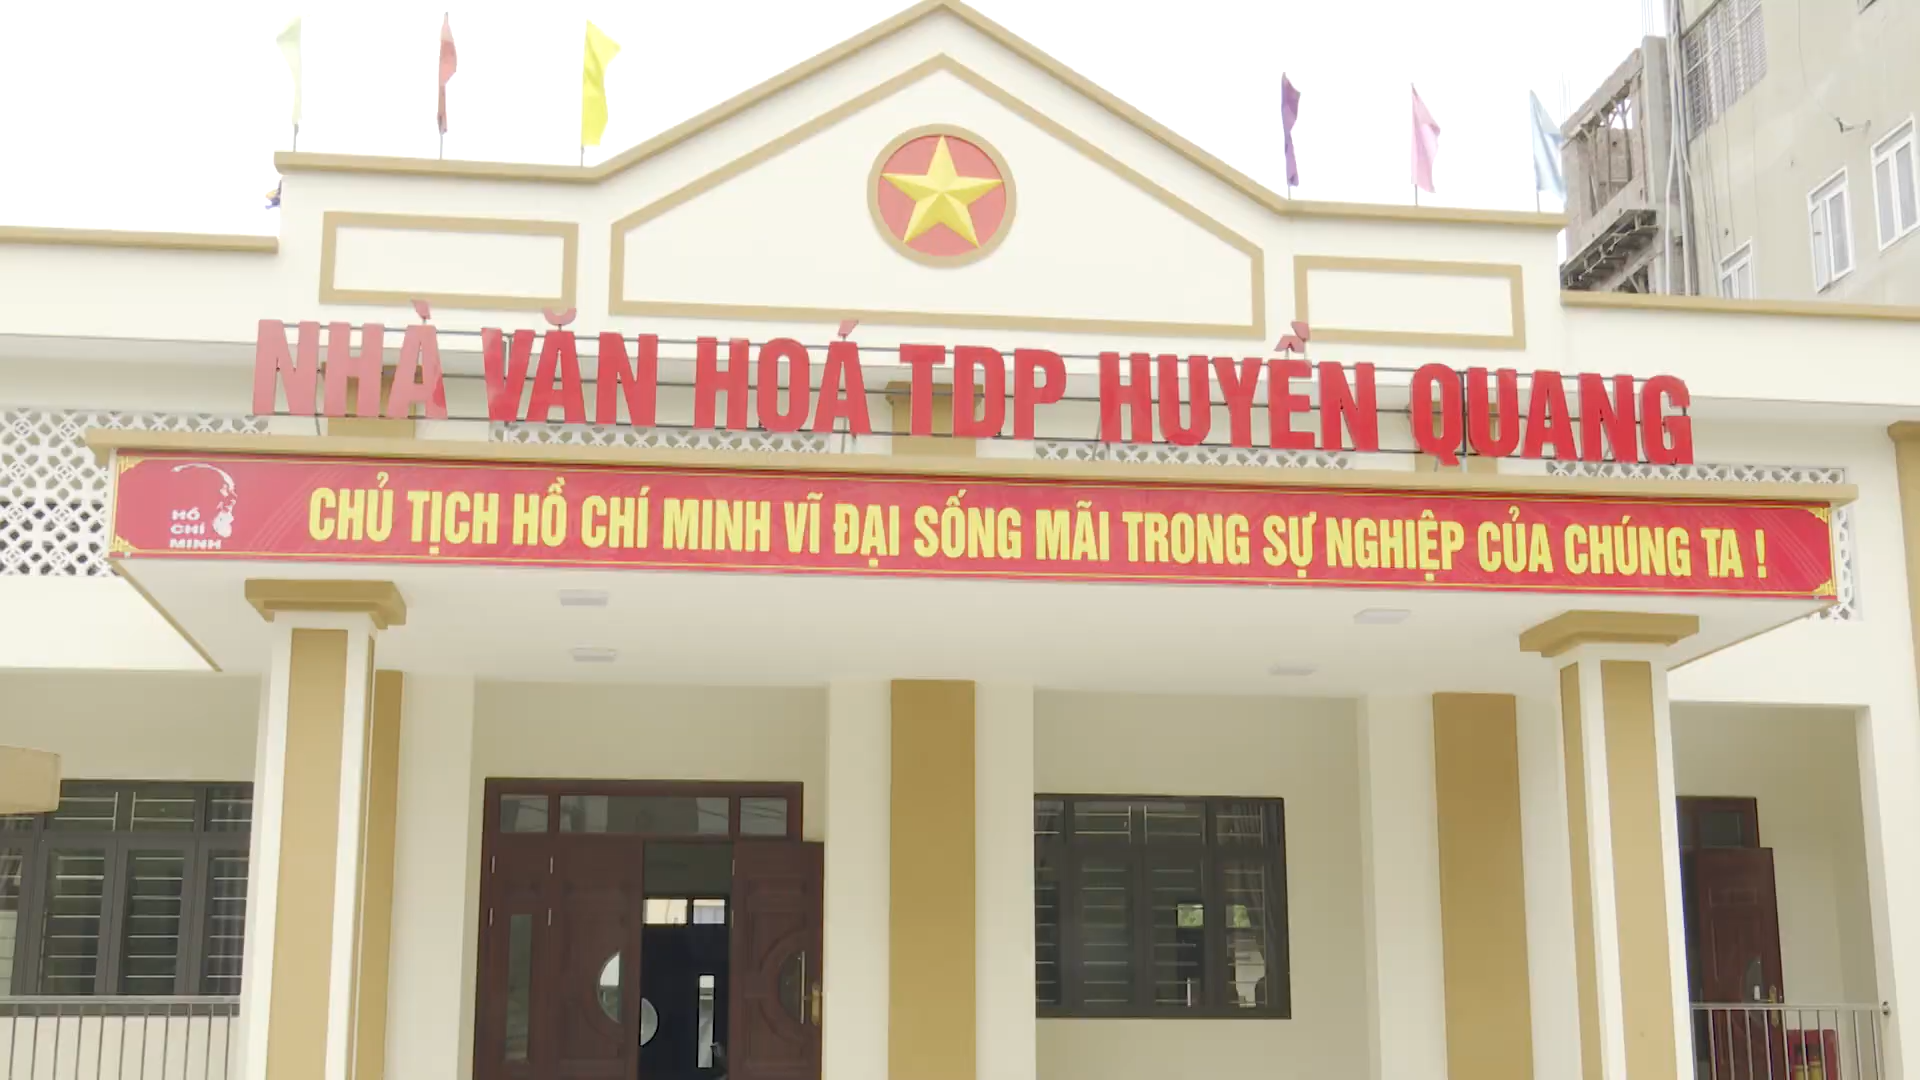 NHÀ VĂN HOÁ TDP HUYỀN QUANG
HỒ
CHÍ
MINH
CHỦ TỊCH HỒ CHÍ MINH VĨ ĐẠI SỐNG MÃI TRONG SỰ NGHIỆP CỦA CHÚNG TA !